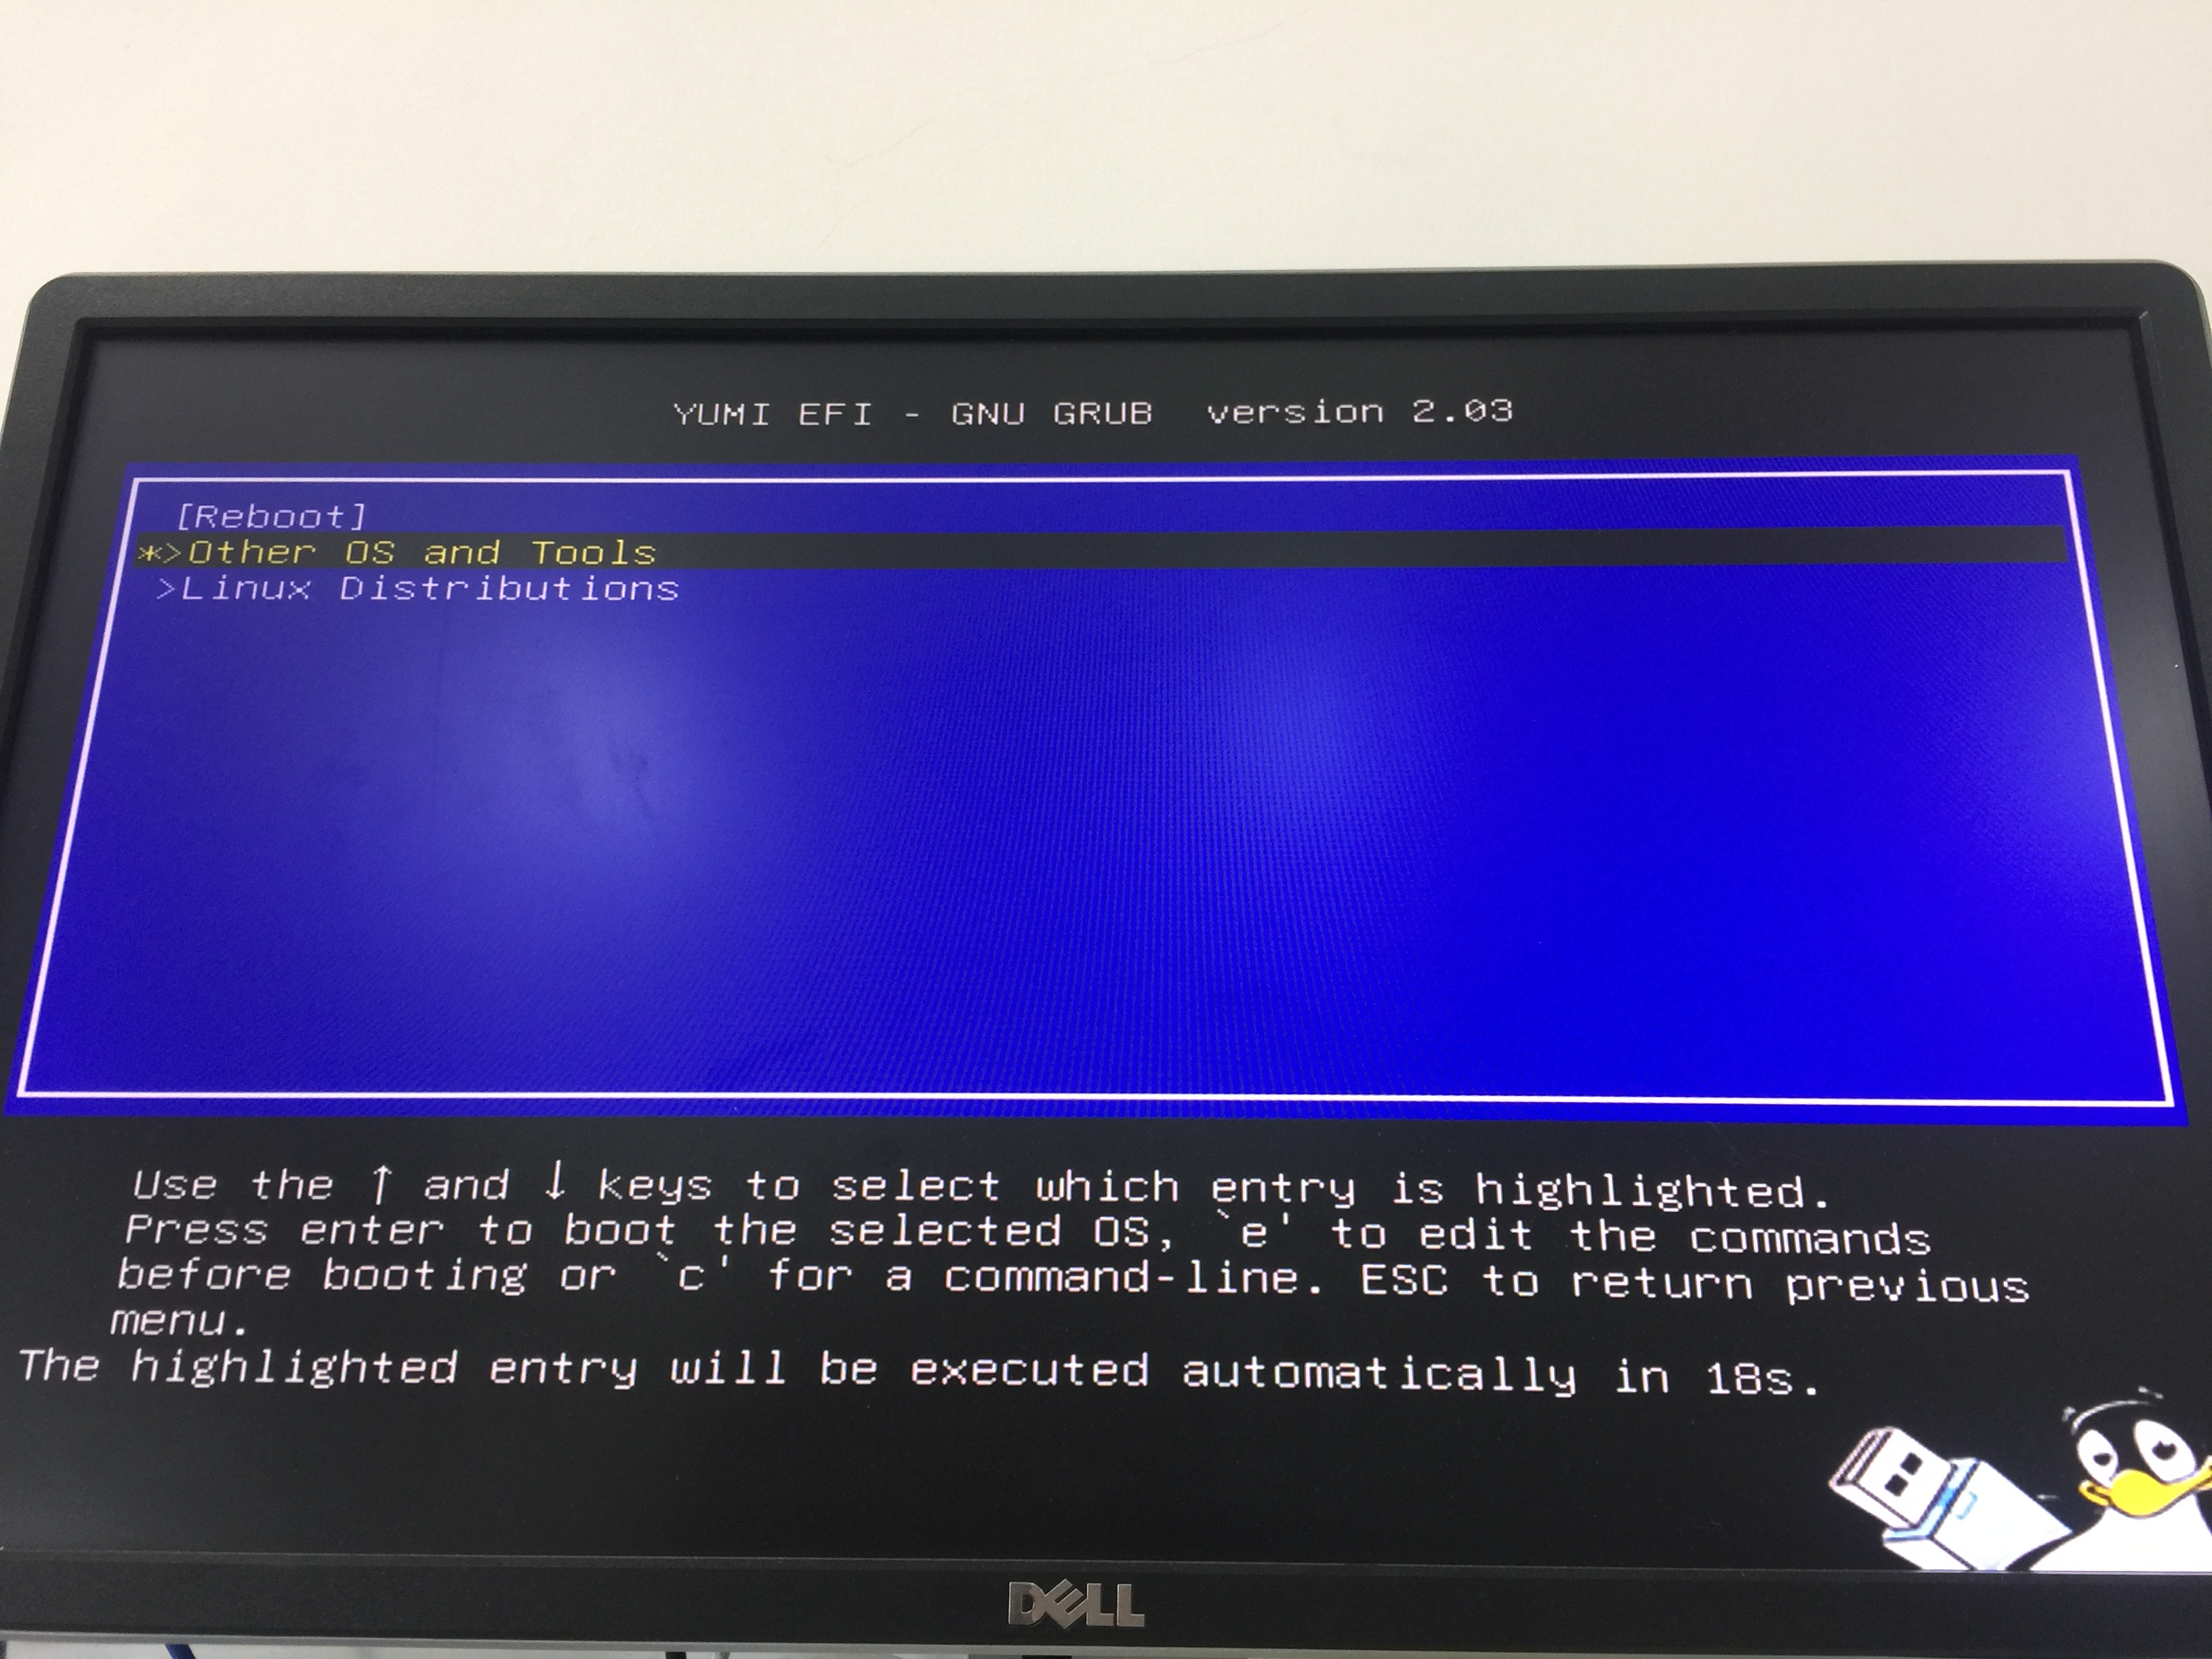 YUMI EFI - GNU GRUB  version 2.03
[Reboot]
*>Other OS and Tools
>Linux Distributions
Use the ↑ and ↓ keys to select which entry is highlighted.
Press enter to boot the selected OS, `e' to edit the commands
before booting or `c' for a command-line. ESC to return previous
menu.
The highlighted entry will be executed automatically in 18s.
DELL